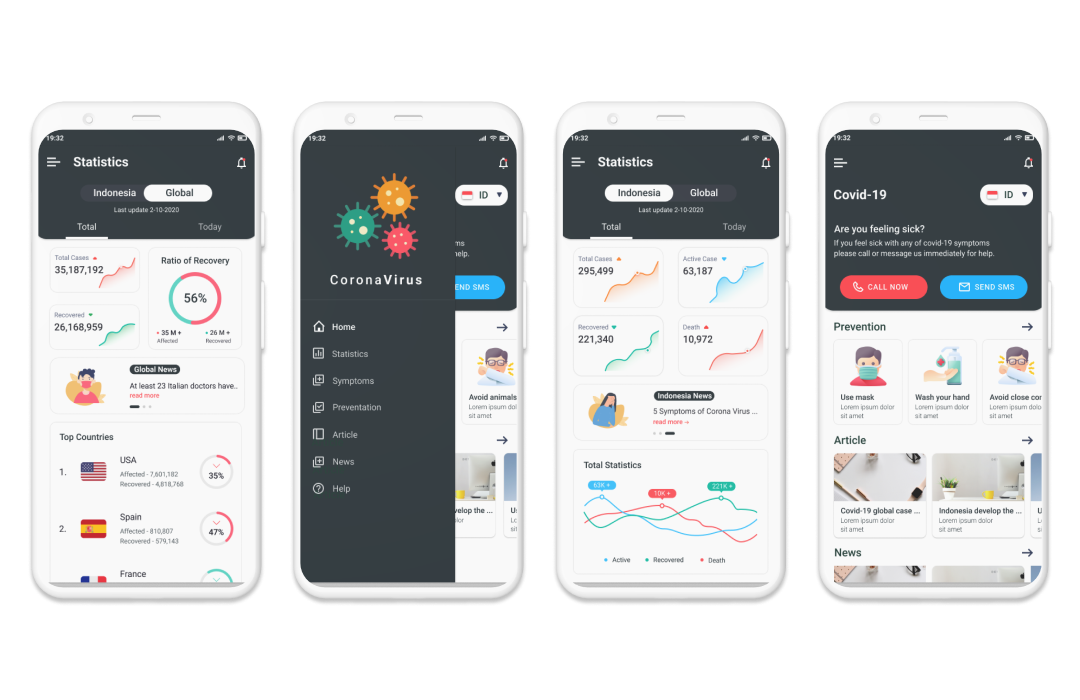 19:32
Statistics
Indonesia
Global
Last update 2-10-2020
Total
Today
Total Cases
35,187,192
Ratio of Recovery
56%
35 M +
Affected
26 M +
Recovered
Recovered
26,168,959
Global News
At least 23 Italian doctors have..
read more
Top Countries
1.
USA
Affected - 7,601,182
Recovered - 4,818,768
35%
2.
Spain
Affected - 810,807
Recovered - 579,143
47%
France
19:32
CoronaVirus
Home
Statistics
Symptoms
Prevention
Article
News
Help
ID
ms
help.
END SMS
Avoid animals
Lorem ipsum dol
sit amet
velop the ...
19:32
Statistics
Indonesia
Global
Last update 2-10-2020
Total
Today
Total Cases
295,499
Active Case
63,187
Recovered
221,340
Death
10,972
Indonesia News
5 Symptoms of Corona Virus ...
read more
Total Statistics
63K +
10K +
221K +
Active
Recovered
Death
19:32
Covid-19
ID
Are you feeling sick?
If you feel sick with any of covid-19 symptoms
please call or message us immediately for help.
CALL NOW
SEND SMS
Prevention
Use mask
Lorem ipsum dolor
sit amet
Wash your hand
Lorem ipsum dolor
sit amet
Avoid close cor
Lorem ipsum do
sit amet
Article
Covid-19 global case ...
Lorem ipsum dolor
sit amet
Indonesia develop the ...
Lorem ipsum dolor
sit amet
News